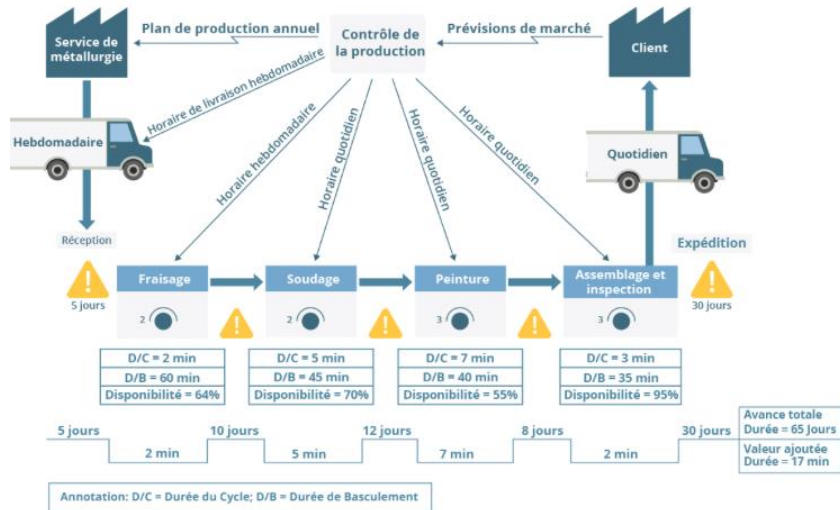 Service de
métallurgie
Plan de production annuel
Contrôle de
la production
Prévisions de marché
Client
Horaire de livraison hebdomadaire
Hebdomadaire
Horaire hebdomadaire
Horaire quotidien
Horaire quotidien
Horaire quotidien
Quotidien
Réception
Expédition
5 jours
Fraisage
2
Soudage
2
Peinture
3
Assemblage et
inspection
3
30 jours
D/C = 2 min
D/B = 60 min
Disponibilité = 64%
D/C = 5 min
D/B = 45 min
Disponibilité = 70%
D/C = 7 min
D/B = 40 min
Disponibilité = 55%
D/C = 3 min
D/B = 35 min
Disponibilité = 95%
5 jours
2 min
10 jours
5 min
12 jours
7 min
8 jours
2 min
30 jours
Avance totale
Durée = 65 Jours
Valeur ajoutée
Durée = 17 min
Annotation: D/C = Durée du Cycle; D/B = Durée de Basculement